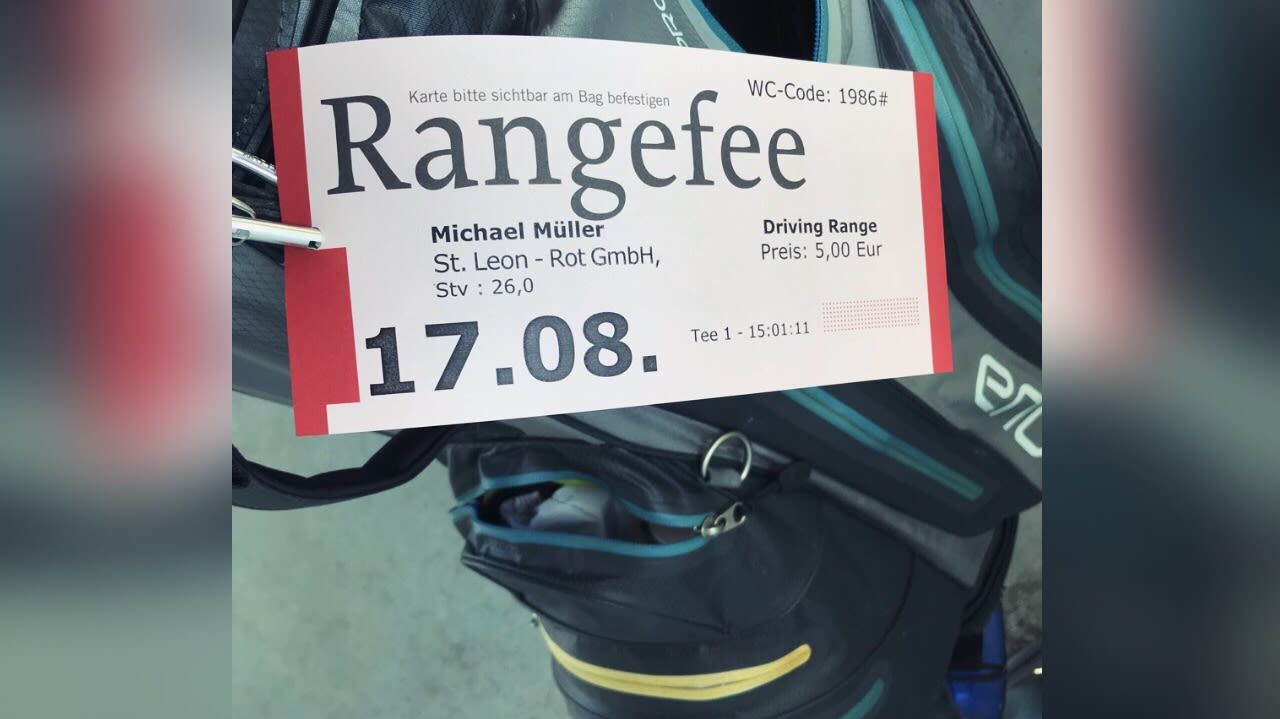 Karte bitte sichtbar am Bag befestigen
WC-Code: 1986#
Rangefee
Michael Müller
St. Leon - Rot GmbH,
Stv : 26,0
Driving Range
Preis: 5,00 Eur
17.08.
Tee 1 - 15:01:11